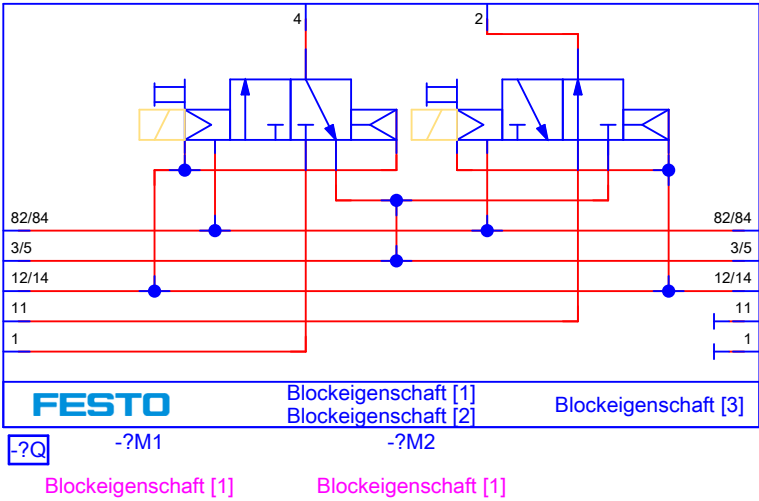 4 2
82/84 82/84
3/5 3/5
12/14 12/14
11 11
1 1
FESTO Blockeigenschaft [1] Blockeigenschaft [3]
Blockeigenschaft [2]
-?Q -?M1 -?M2
Blockeigenschaft [1] Blockeigenschaft [1]